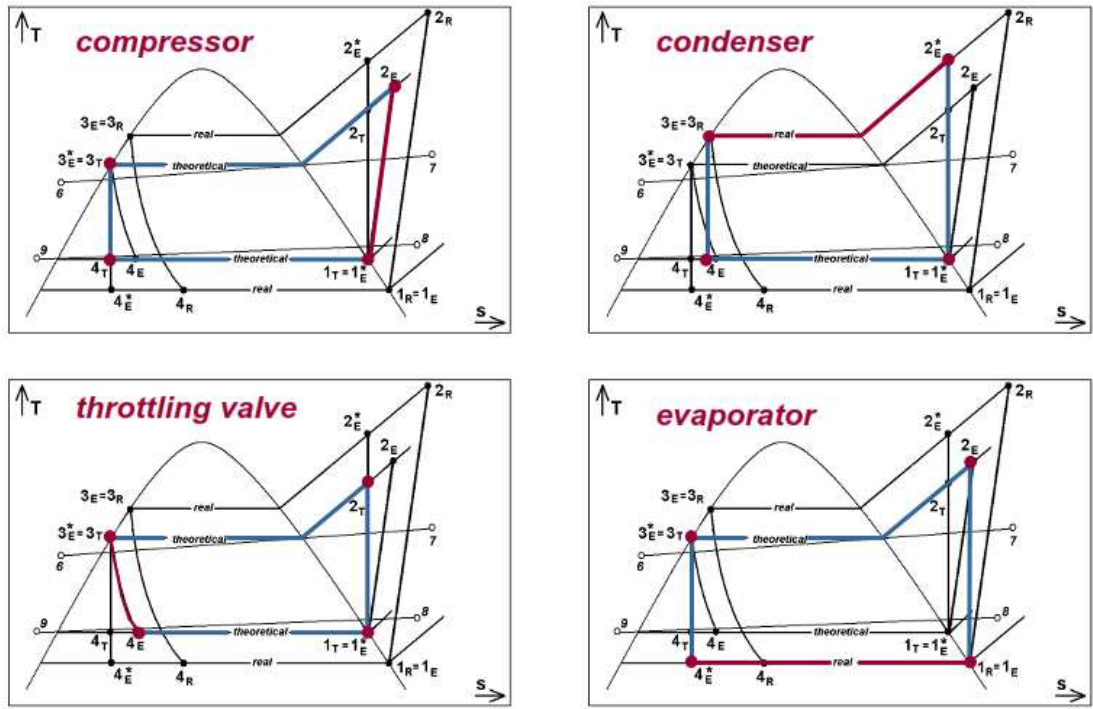 T
compressor
2R
2*E
2E
3E=3R
real
2T
3*E=3T
theoretical
7
6
9
8
4T
4E
theoretical
1T=1*E
4*E
4R
real
1R=1E
s
T
condenser
2R
2*E
2E
3E=3R
real
2T
3*E=3T
theoretical
7
6
9
8
4T
4E
theoretical
1T=1*E
4*E
4R
real
1R=1E
s
T
throttling valve
2R
2*E
2E
3E=3R
real
2T
3*E=3T
theoretical
7
6
9
8
4T
4E
theoretical
1T=1*E
4*E
4R
real
1R=1E
s
T
evaporator
2R
2*E
2E
3E=3R
real
2T
3*E=3T
theoretical
7
6
9
8
4T
4E
theoretical
1T=1*E
4*E
4R
real
1R=1E
s